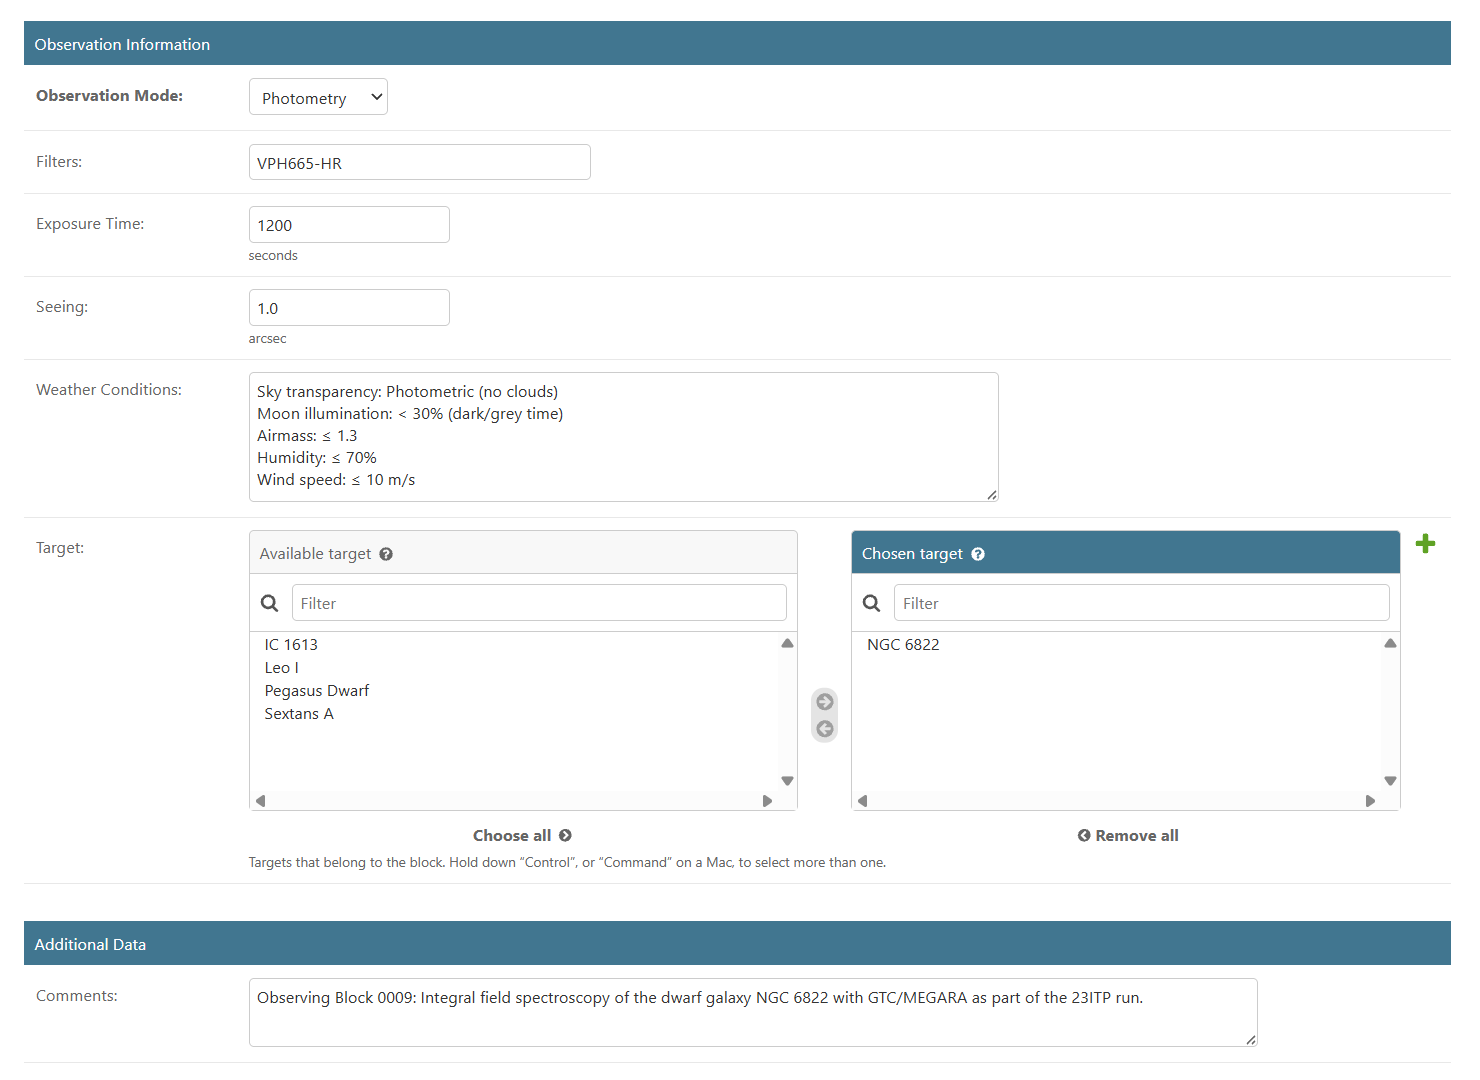 Observation Information
Observation Mode:
Photometry
Filters:
VPH665-HR
Exposure Time:
1200
seconds
Seeing:
1.0
arcsec
Weather Conditions:
Sky transparency: Photometric (no clouds)
Moon illumination: < 30% (dark/grey time)
Airmass: ≤ 1.3
Humidity: ≤ 70%
Wind speed: ≤ 10 m/s
Target:
Available target
Filter
IC 1613
Leo I
Pegasus Dwarf
Sextans A
Choose all
Chosen target
Filter
NGC 6822
Remove all
Targets that belong to the block. Hold down “Control”, or “Command” on a Mac, to select more than one.
Additional Data
Comments:
Observing Block 0009: Integral field spectroscopy of the dwarf galaxy NGC 6822 with GTC/MEGARA as part of the 23ITP run.